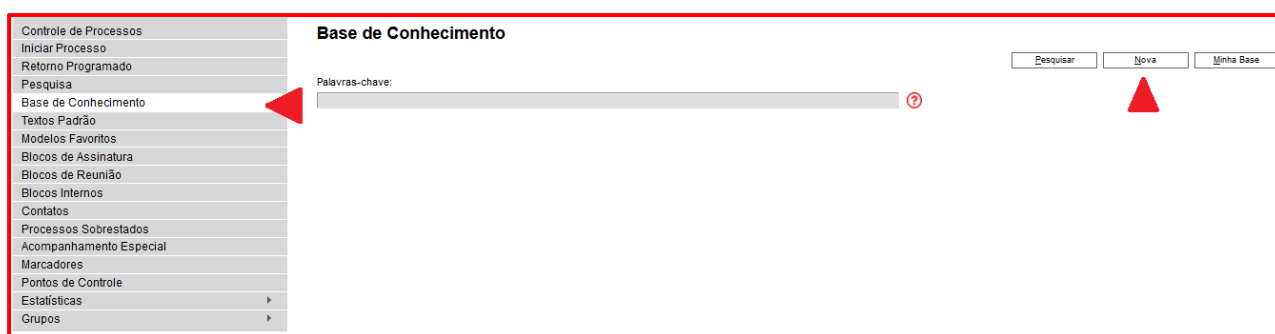 Controle de Processos
Iniciar Processo
Retorno Programado
Pesquisa
Base de Conhecimento
Textos Padrão
Modelos Favoritos
Blocos de Assinatura
Blocos de Reunião
Blocos Internos
Contatos
Processos Sobrestados
Acompanhamento Especial
Marcadores
Pontos de Controle
Estatísticas
Grupos
Base de Conhecimento
Pesquisar Nova Minha Base
Palavras-chave:
?